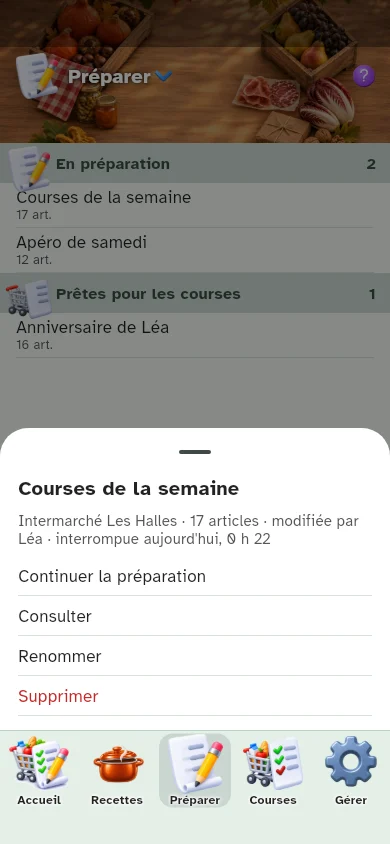 Préparer
?
En préparation 2
Courses de la semaine
17 art.
Apéro de samedi
12 art.
Prêtes pour les courses 1
Anniversaire de Léa
16 art.
Courses de la semaine
Intermarché Les Halles · 17 articles · modifiée par
Léa · interrompue aujourd'hui, 0 h 22
Continuer la préparation
Consulter
Renommer
Supprimer
Accueil Recettes Préparer Courses Gérer